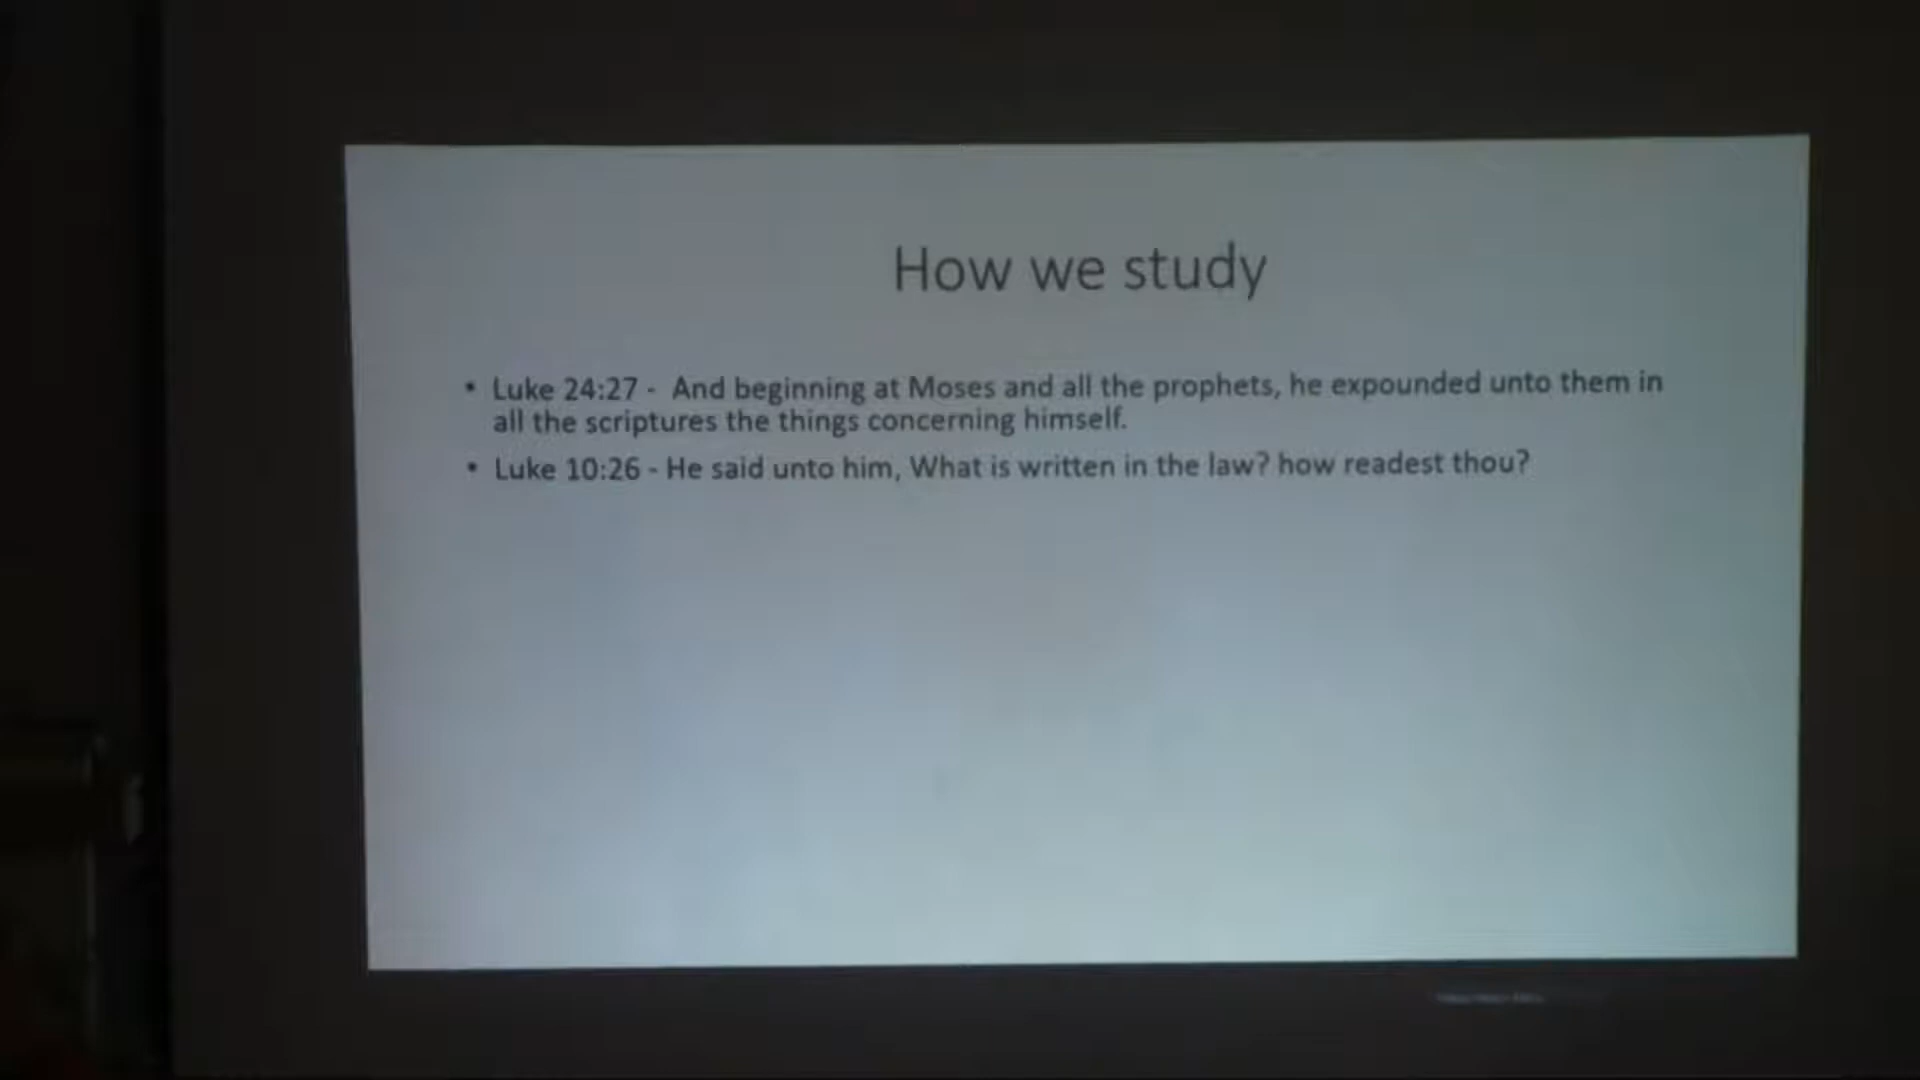 How we study
• Luke 24:27 - And beginning at Moses and all the prophets, he expounded unto them in
all the scriptures the things concerning himself.
• Luke 10:26 - He said unto him, What is written in the law? how readest thou?